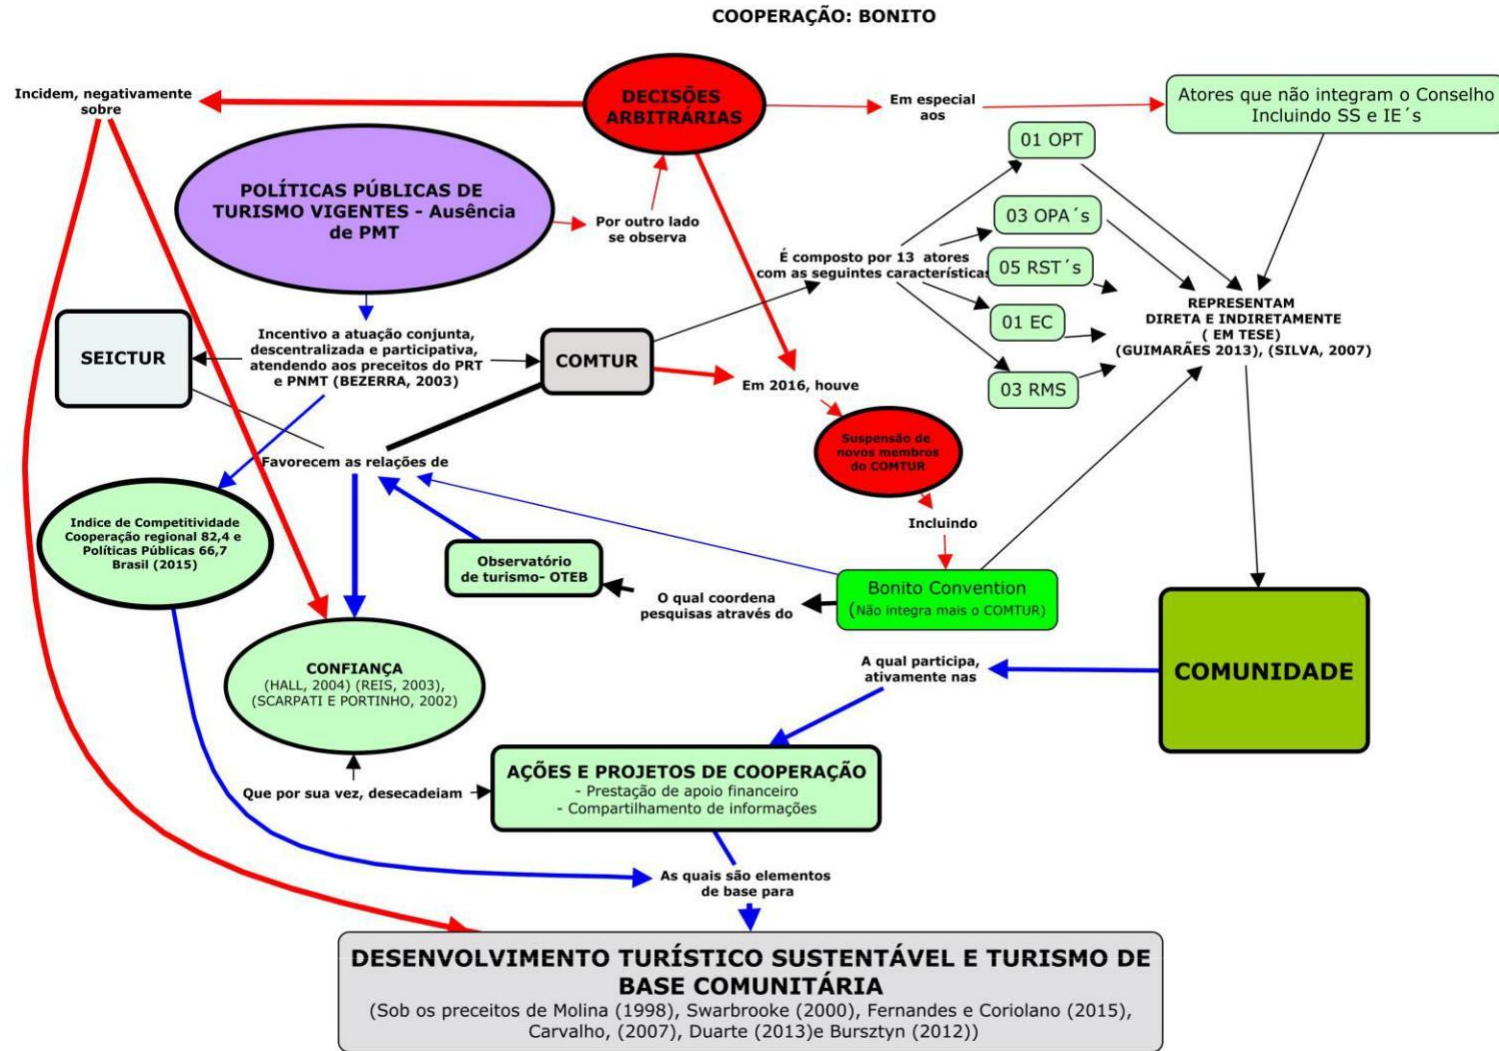 COOPERAÇÃO: BONITO
Incidem, negativamente
sobre
DECISÕES
ARBITRÁRIAS
Em especial
aos
Atores que não integram o Conselho
Incluindo SS e IE´s
POLÍTICAS PÚBLICAS DE
TURISMO VIGENTES - Ausência
de PMT
Por outro lado
se observa
01 OPT
03 OPA´s
É composto por 13 atores
com as seguintes características
05 RST´s
01 EC
03 RMS
REPRESENTAM
DIRETA E INDIRETAMENTE
( EM TESE)
(GUIMARÃES 2013), (SILVA, 2007)
SEICTUR
Incentivo a atuação conjunta,
descentralizada e participativa,
atendendo aos preceitos do PRT
e PNMT (BEZERRA, 2003)
COMTUR
Em 2016, houve
Suspensão de
novos membros
do COMTUR
Favorecem as relações de
Indice de Competitividade
Cooperação regional 82,4 e
Políticas Públicas 66,7
Brasil (2015)
Incluindo
Observatório
de turismo- OTEB
O qual coordena
pesquisas através do
Bonito Convention
(Não integra mais o COMTUR)
CONFIANÇA
(HALL, 2004) (REIS, 2003),
(SCARPATI E PORTINHO, 2002)
A qual participa,
ativamente nas
COMUNIDADE
Que por sua vez, desecadeiam
AÇÕES E PROJETOS DE COOPERAÇÃO
- Prestação de apoio financeiro
- Compartilhamento de informações
As quais são elementos
de base para
DESENVOLVIMENTO TURÍSTICO SUSTENTÁVEL E TURISMO DE
BASE COMUNITÁRIA
(Sob os preceitos de Molina (1998), Swarbrooke (2000), Fernandes e Coriolano (2015),
Carvalho, (2007), Duarte (2013)e Bursztyn (2012))